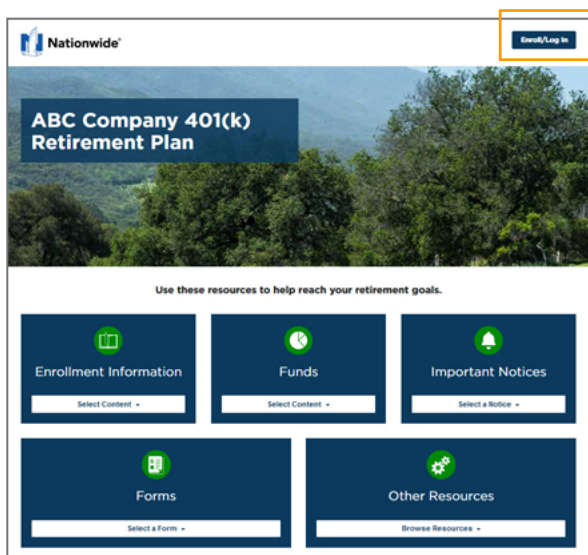 Nationwide®
Enroll/Log In
ABC Company 401(k)
Retirement Plan
Use these resources to help reach your retirement goals.
Enrollment Information
Select Content
Funds
Select Content
Important Notices
Select a Notice
Forms
Select a Form
Other Resources
Browse Resources